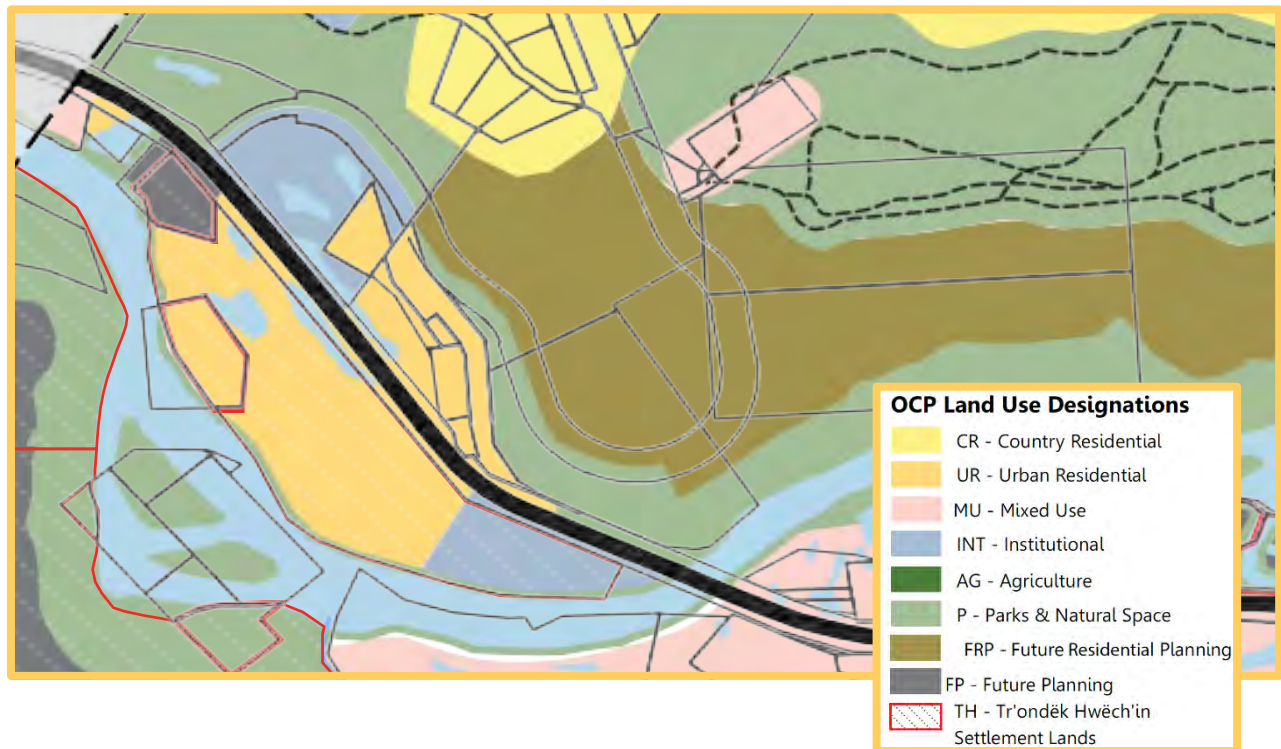 OCP Land Use Designations
CR - Country Residential
UR - Urban Residential
MU - Mixed Use
INT - Institutional
AG - Agriculture
P - Parks & Natural Space
FRP - Future Residential Planning
FP - Future Planning
TH - Tr'ondëk Hwëch'in
Settlement Lands